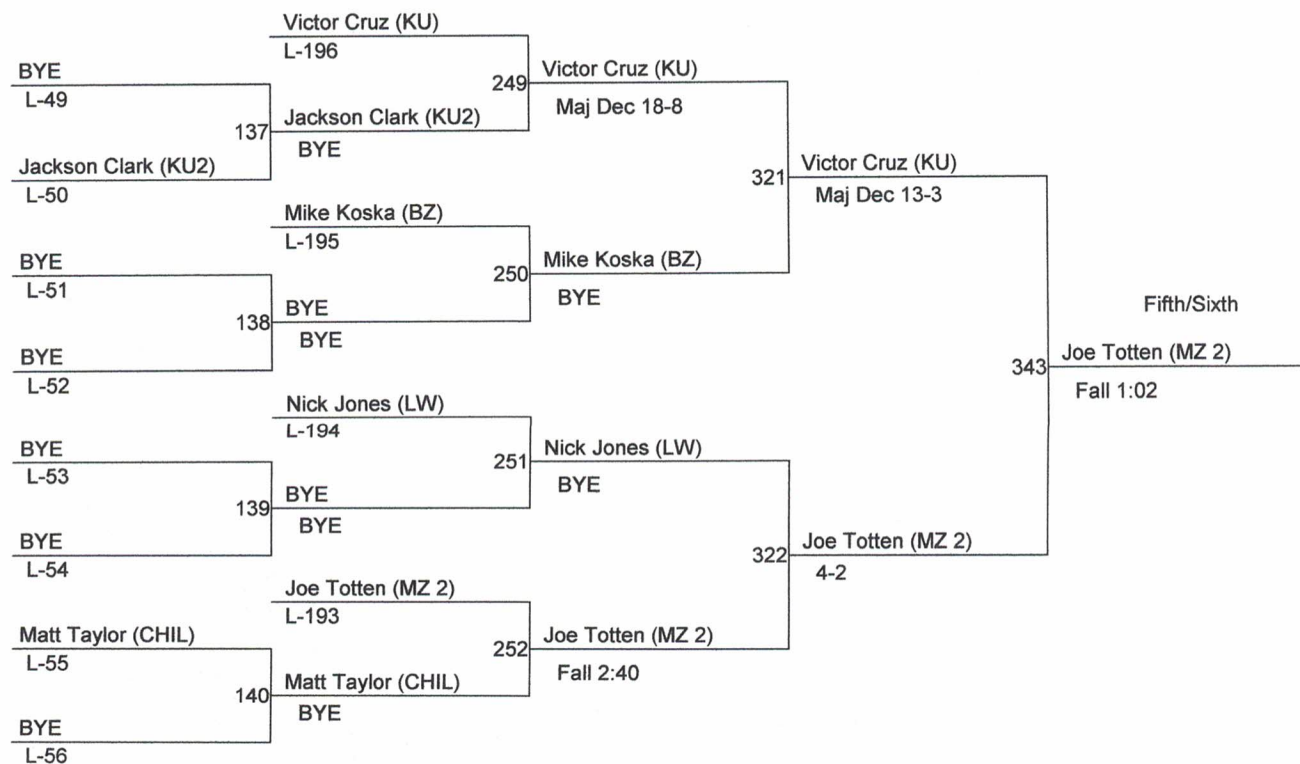 Victor Cruz (KU)
L-196
BYE
L-49
249
Victor Cruz (KU)
Maj Dec 18-8
137
Jackson Clark (KU2)
BYE
Jackson Clark (KU2)
L-50
321
Victor Cruz (KU)
Maj Dec 13-3
Mike Koska (BZ)
L-195
BYE
L-51
250
Mike Koska (BZ)
BYE
138
BYE
BYE
BYE
L-52
Fifth/Sixth
343
Joe Totten (MZ 2)
Fall 1:02
Nick Jones (LW)
L-194
BYE
L-53
251
Nick Jones (LW)
BYE
139
BYE
BYE
BYE
L-54
322
Joe Totten (MZ 2)
4-2
Joe Totten (MZ 2)
L-193
Matt Taylor (CHIL)
L-55
252
Joe Totten (MZ 2)
Fall 2:40
140
Matt Taylor (CHIL)
BYE
BYE
L-56